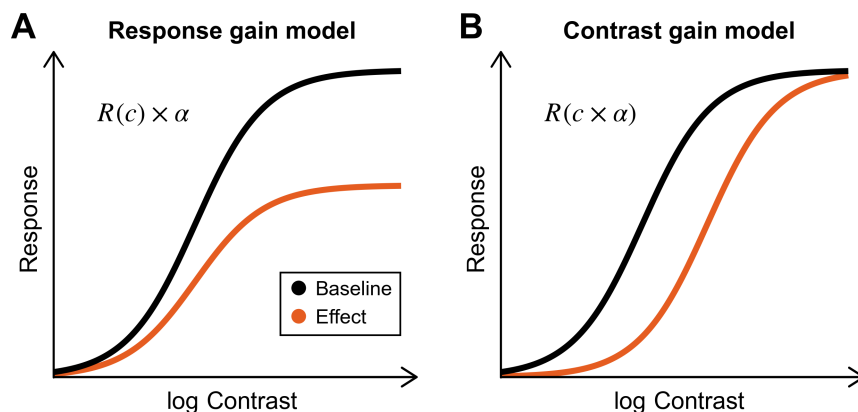 A
Response gain model
R(c) × α
Response
Baseline
Effect
log Contrast
B
Contrast gain model
R(c × α)
Response
log Contrast